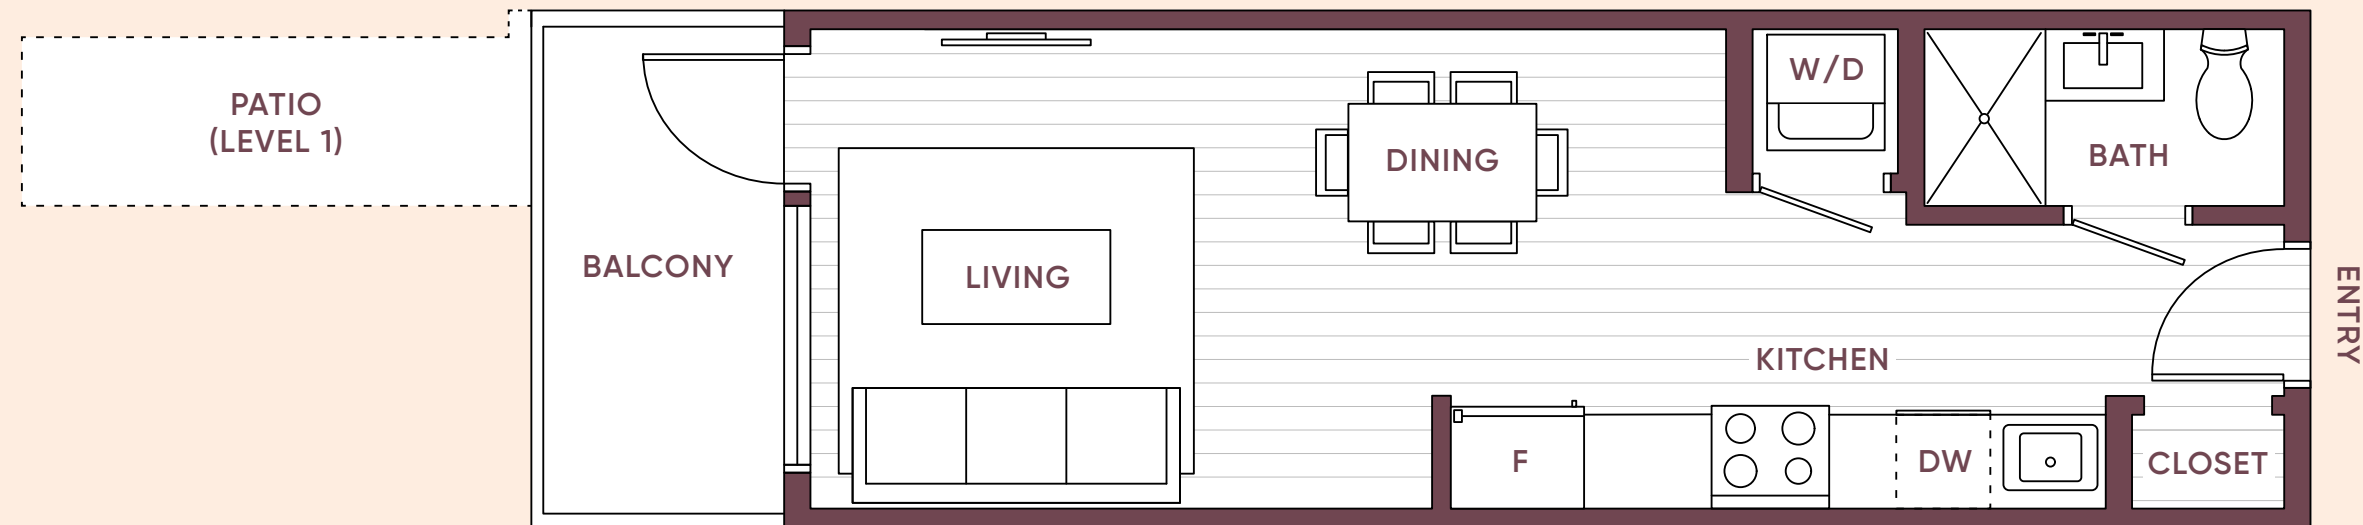 PATIO
(LEVEL 1)
BALCONY
LIVING
DINING
W/D
BATH
ENTRY
KITCHEN
F
DW
CLOSET